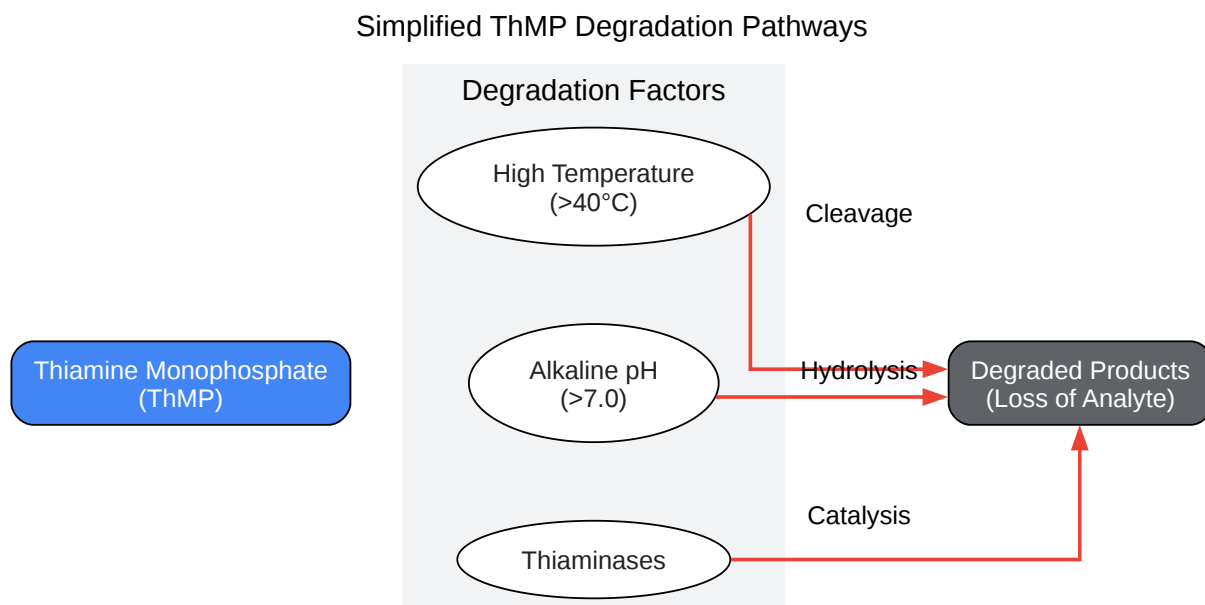 Simplified ThMP Degradation Pathways
Degradation Factors
High Temperature
(>40°C)
Cleavage
Thiamine Monophosphate
(ThMP)
Alkaline pH
(>7.0)
Hydrolysis
Degraded Products
(Loss of Analyte)
Catalysis
Thiaminases